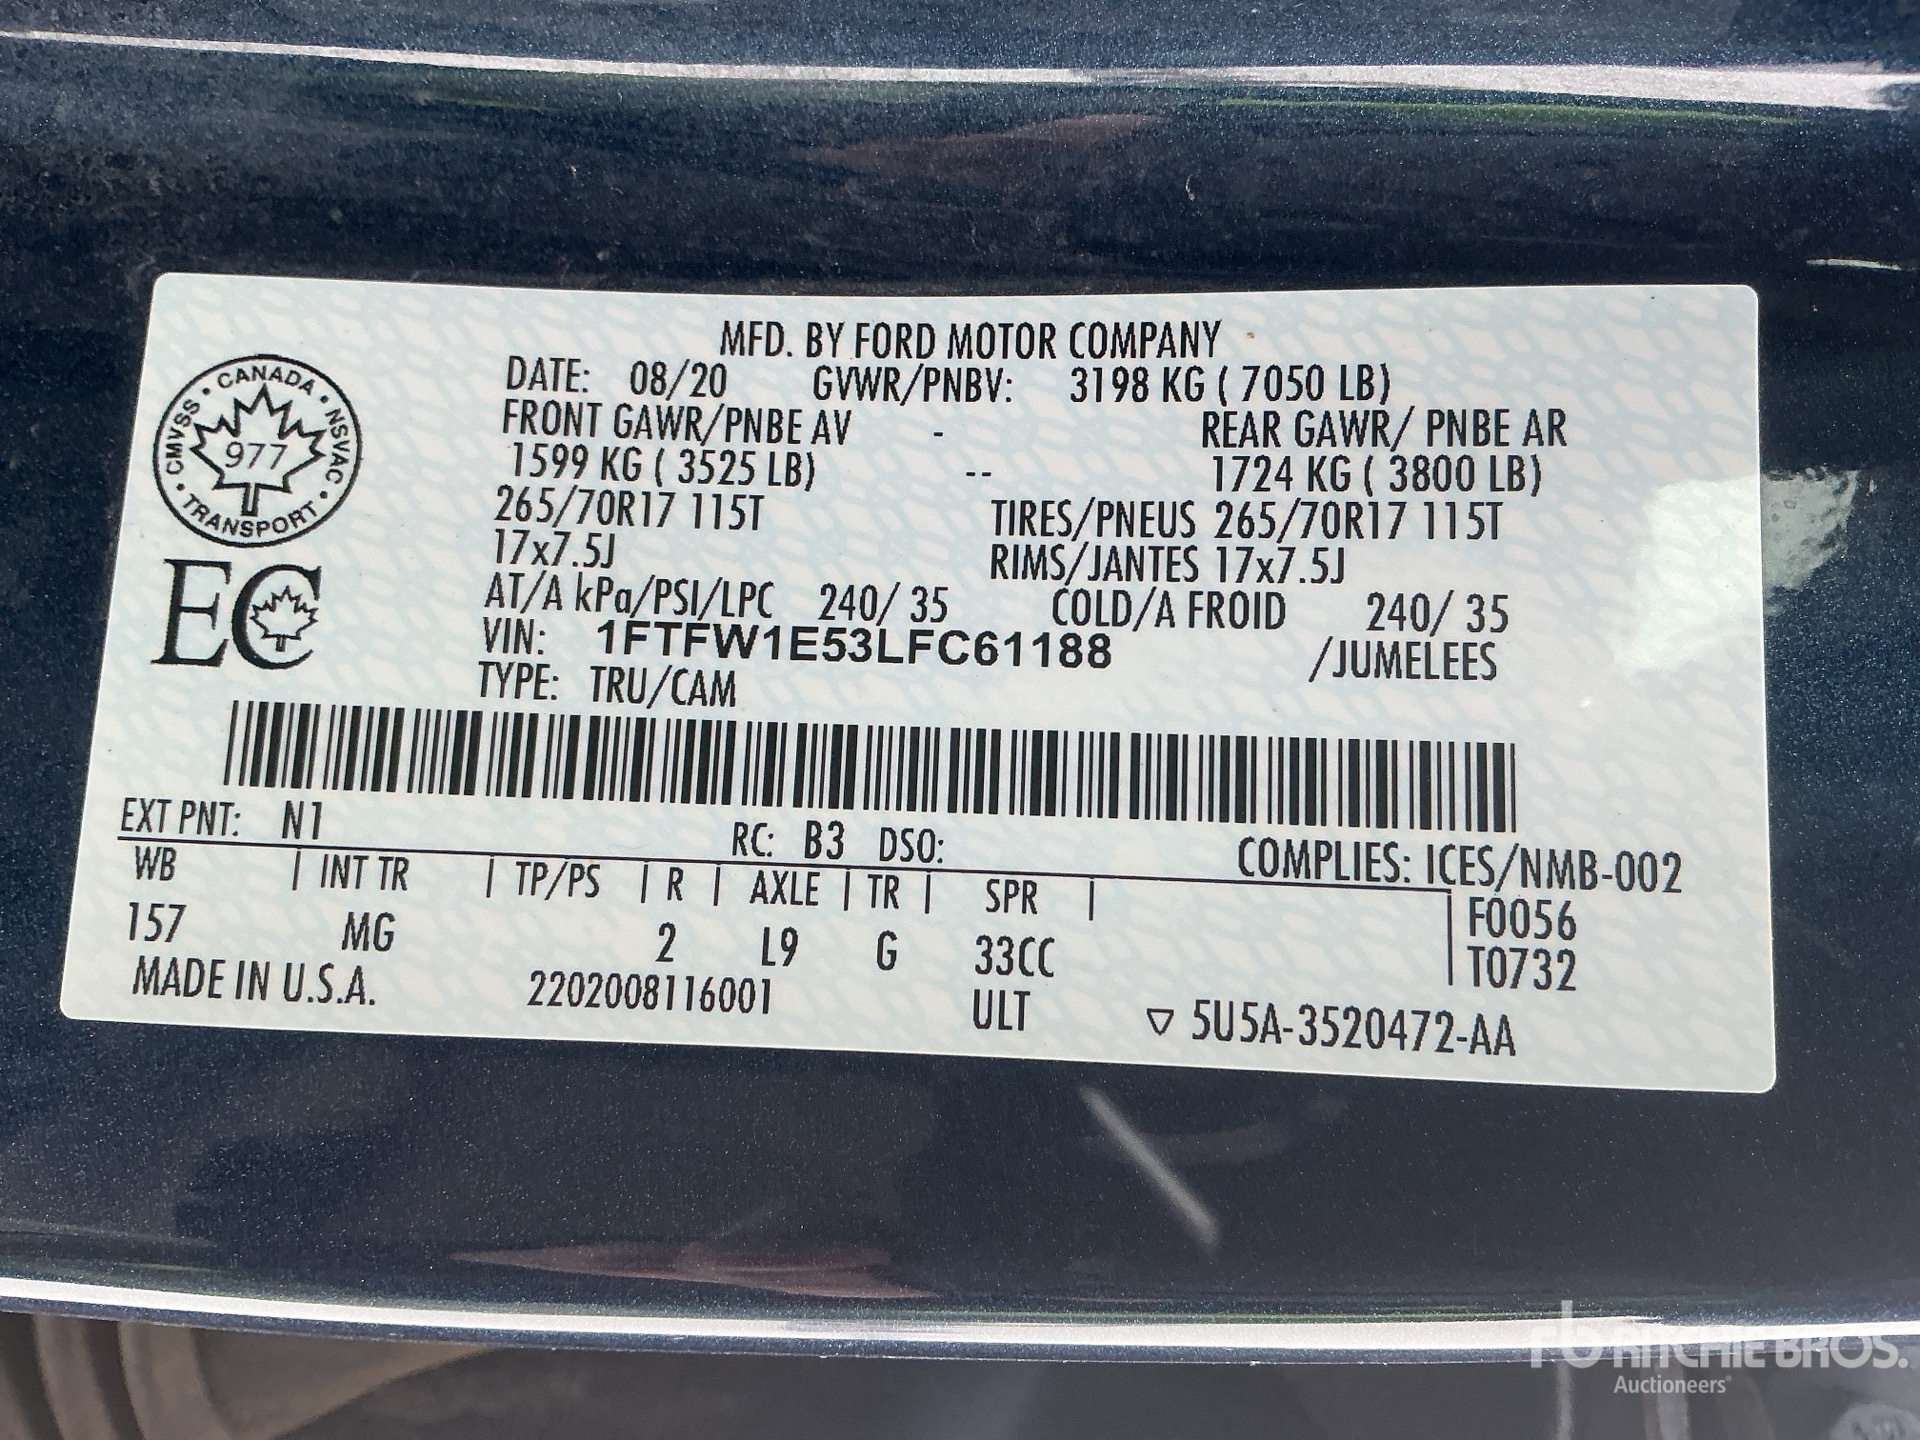 MFD. BY FORD MOTOR COMPANY
DATE: 08/20 GVWR/PNBV: 3198 KG ( 7050 LB)
FRONT GAWR/PNBE AV - REAR GAWR/ PNBE AR
1599 KG ( 3525 LB) -- 1724 KG ( 3800 LB)
265/70R17 115T TIRES/PNEUS 265/70R17 115T
17x7.5J RIMS/JANTES 17x7.5J
AT/A kPa/PSI/LPC 240/ 35 COLD/A FROID 240/ 35
VIN: 1FTFW1E53LFC61188 /JUMELEES
TYPE: TRU/CAM
CANADA • NSVAC • TRANSPORT • CMVSS •
977
EC
EXT PNT: N1 RC: B3 DSO: COMPLIES: ICES/NMB-002
WB | INT TR | TP/PS | R | AXLE | TR | SPR | F0056
157 MG 2 L9 G 33CC T0732
MADE IN U.S.A. 2202008116001 ULT ▽ 5U5A-3520472-AA
rb RITCHIE BROS.
Auctioneers